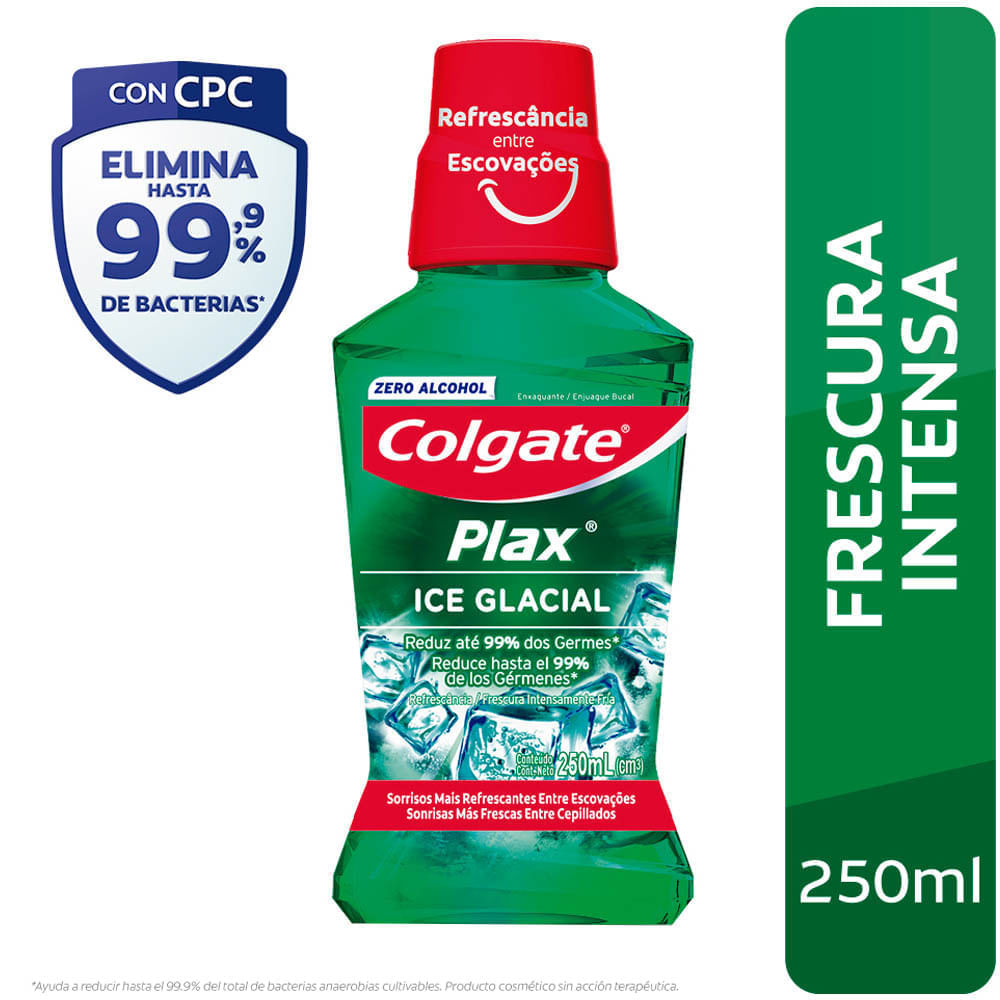 CON CPC
ELIMINA
HASTA
99,9%
DE BACTERIAS*
Refrescância
entre
Escovações
ZERO ALCOHOL
Enxaguante / Enjuague Bucal
Colgate®
Plax®
ICE GLACIAL
Reduz até 99% dos Germes*
Reduce hasta el 99%
de los Gérmenes*
Refrescância / Frescura Intensamente Fria
Conteúdo
Cont. Neto 250mL (cm³)
Sorrisos Mais Refrescantes Entre Escovações
Sonrisas Más Frescas Entre Cepillados
FRESCURA
INTENSA
250ml
*Ayuda a reducir hasta el 99.9% del total de bacterias anaerobias cultivables. Producto cosmético sin acción terapéutica.